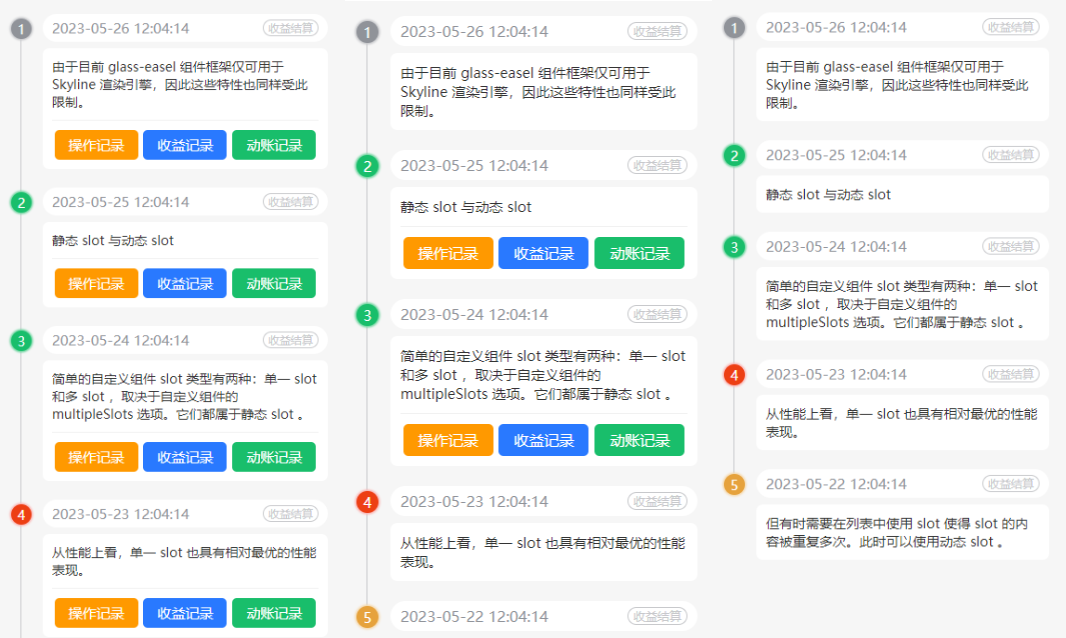 1 2023-05-26 12:04:14 收益结算
由于目前 glass-easel 组件框架仅可用于
Skyline 渲染引擎，因此这些特性也同样受此
限制。
操作记录 收益记录 动账记录
2 2023-05-25 12:04:14 收益结算
静态 slot 与动态 slot
操作记录 收益记录 动账记录
3 2023-05-24 12:04:14 收益结算
简单的自定义组件 slot 类型有两种：单一 slot
和多 slot ，取决于自定义组件的
multipleSlots 选项。它们都属于静态 slot 。
操作记录 收益记录 动账记录
4 2023-05-23 12:04:14 收益结算
从性能上看，单一 slot 也具有相对最优的性能
表现。
操作记录 收益记录 动账记录
1 2023-05-26 12:04:14 收益结算
由于目前 glass-easel 组件框架仅可用于
Skyline 渲染引擎，因此这些特性也同样受此
限制。
2 2023-05-25 12:04:14 收益结算
静态 slot 与动态 slot
操作记录 收益记录 动账记录
3 2023-05-24 12:04:14 收益结算
简单的自定义组件 slot 类型有两种：单一 slot
和多 slot ，取决于自定义组件的
multipleSlots 选项。它们都属于静态 slot 。
操作记录 收益记录 动账记录
4 2023-05-23 12:04:14 收益结算
从性能上看，单一 slot 也具有相对最优的性能
表现。
5 2023-05-22 12:04:14 收益结算
1 2023-05-26 12:04:14 收益结算
由于目前 glass-easel 组件框架仅可用于
Skyline 渲染引擎，因此这些特性也同样受此
限制。
2 2023-05-25 12:04:14 收益结算
静态 slot 与动态 slot
3 2023-05-24 12:04:14 收益结算
简单的自定义组件 slot 类型有两种：单一 slot
和多 slot ，取决于自定义组件的
multipleSlots 选项。它们都属于静态 slot 。
4 2023-05-23 12:04:14 收益结算
从性能上看，单一 slot 也具有相对最优的性能
表现。
5 2023-05-22 12:04:14 收益结算
但有时需要在列表中使用 slot 使得 slot 的内
容被重复多次。此时可以使用动态 slot 。